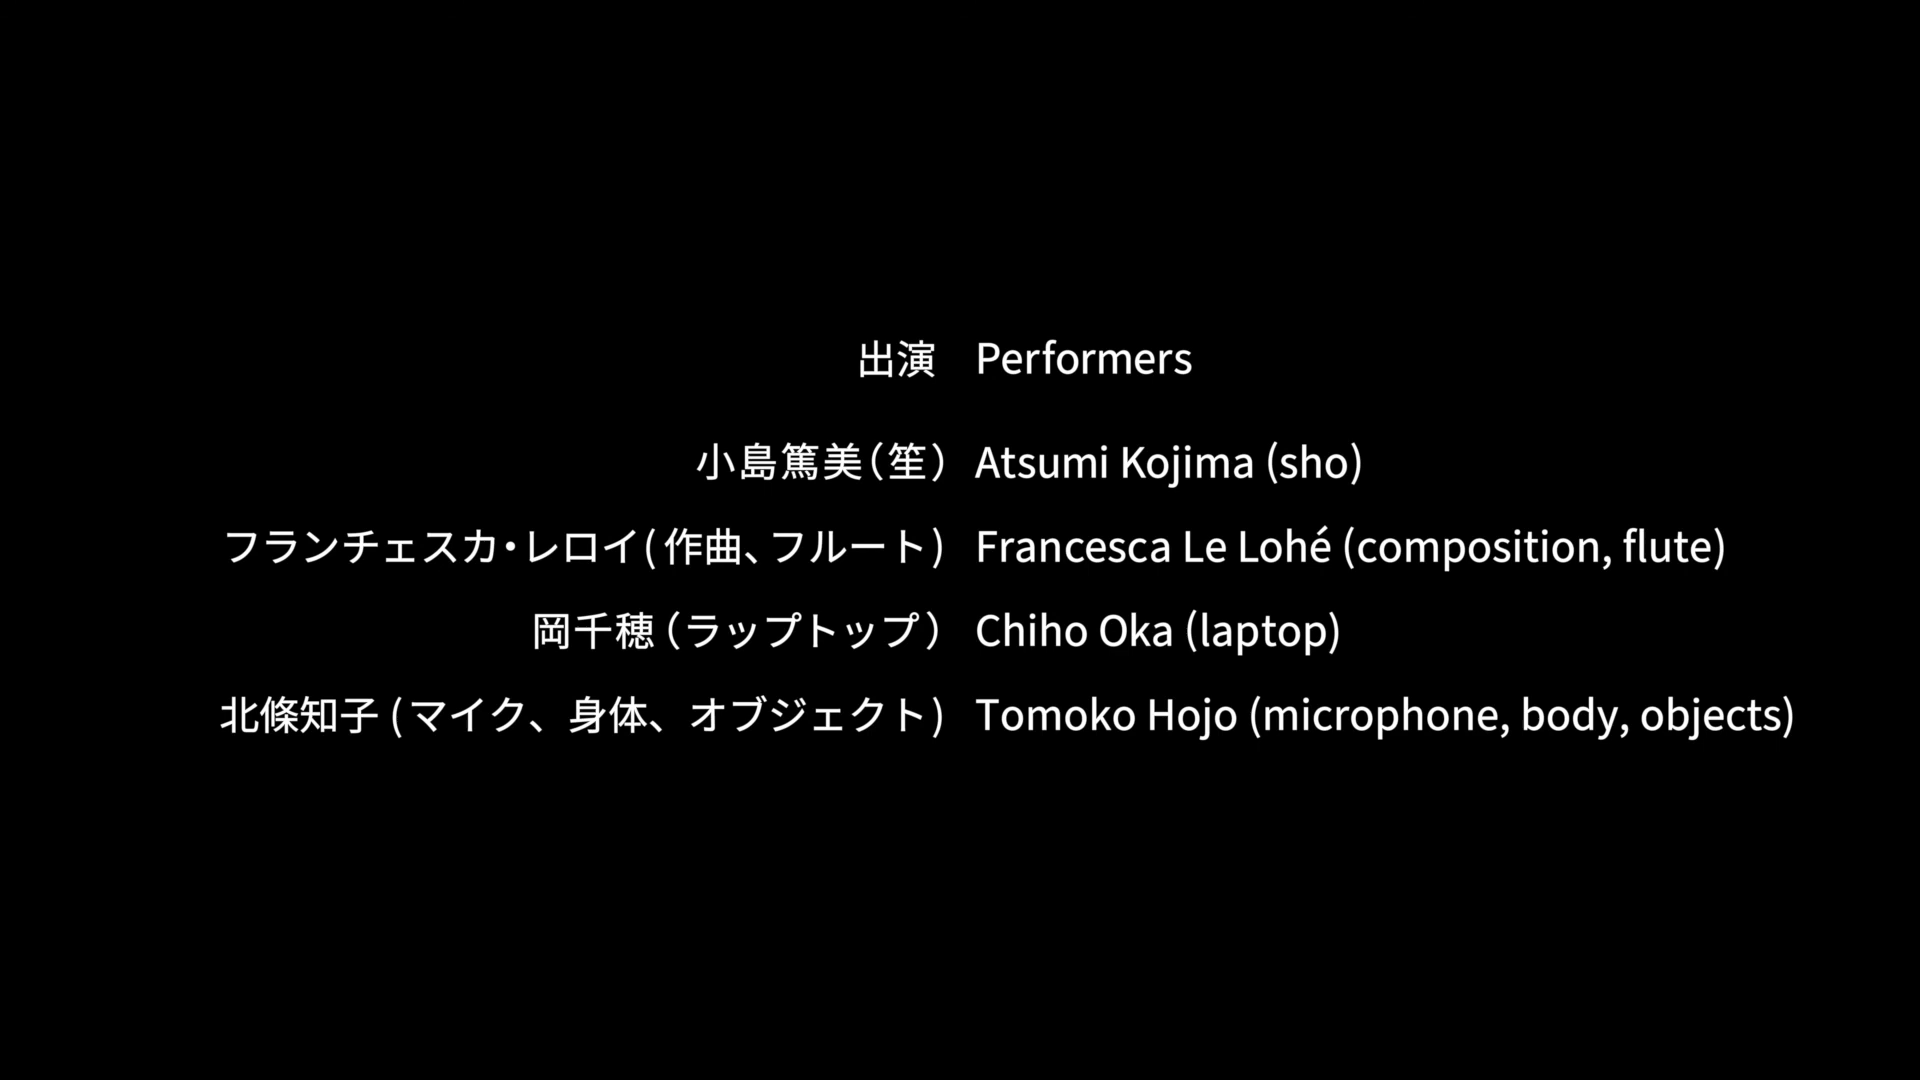 出演 Performers
小島篤美（笙） Atsumi Kojima (sho)
フランチェスカ・レロイ(作曲、フルート) Francesca Le Lohé (composition, flute)
岡千穂（ラップトップ） Chiho Oka (laptop)
北條知子(マイク、身体、オブジェクト) Tomoko Hojo (microphone, body, objects)